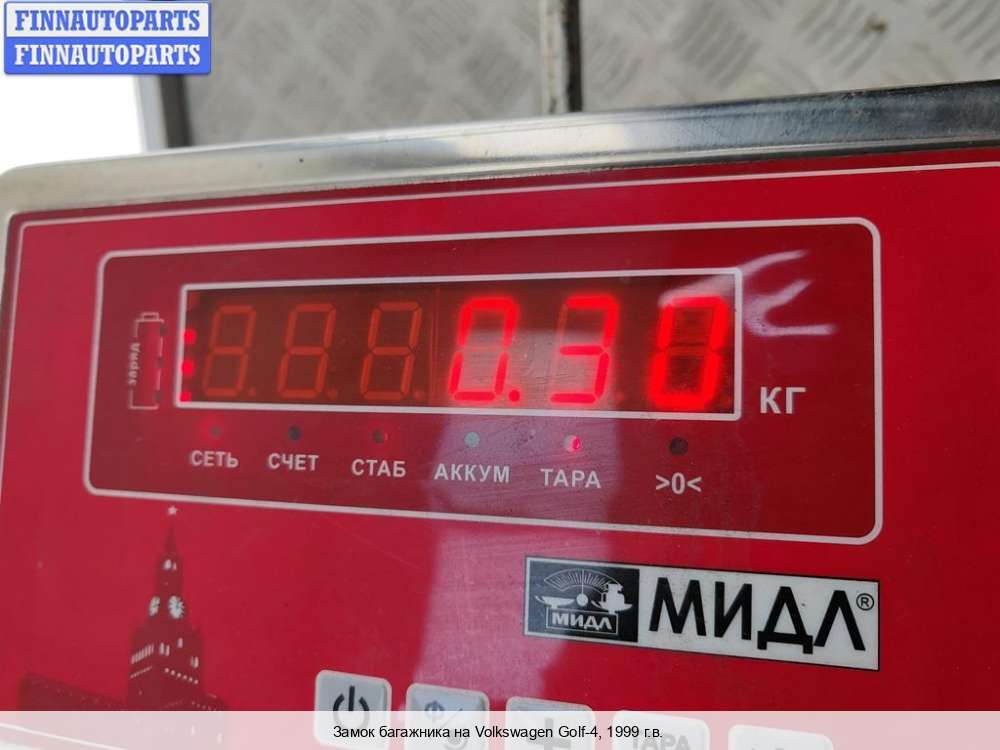 FINNAUTOPARTS
FINNAUTOPARTS
заряд
0.30
КГ
СЕТЬ СЧЕТ СТАБ АККУМ ТАРА >0<
МИДЛ
МИДЛ®
ТАРА
Замок багажника на Volkswagen Golf-4, 1999 г.в.